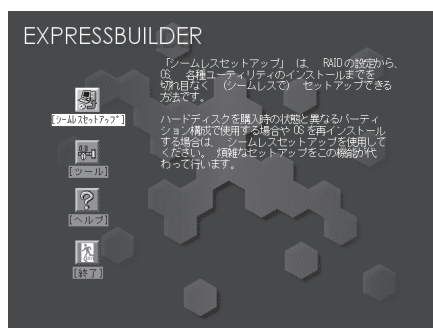 EXPRESSBUILDER
「シームレスセットアップ」 は、 RAIDの設定から、
OS、 各種ユーティリティのインストールまでを
切れ目なく (シームレスで) セットアップできる
方法です。
ハードディスクを購入時の状態と異なるパーティ
ション構成で使用する場合や OS を再インストール
する場合は、 シームレスセットアップを使用して
ください。 煩雑なセットアップをこの機能が代
わって行います。
[シームレスセットアップ]
[ツール]
[ヘルプ]
[終了]